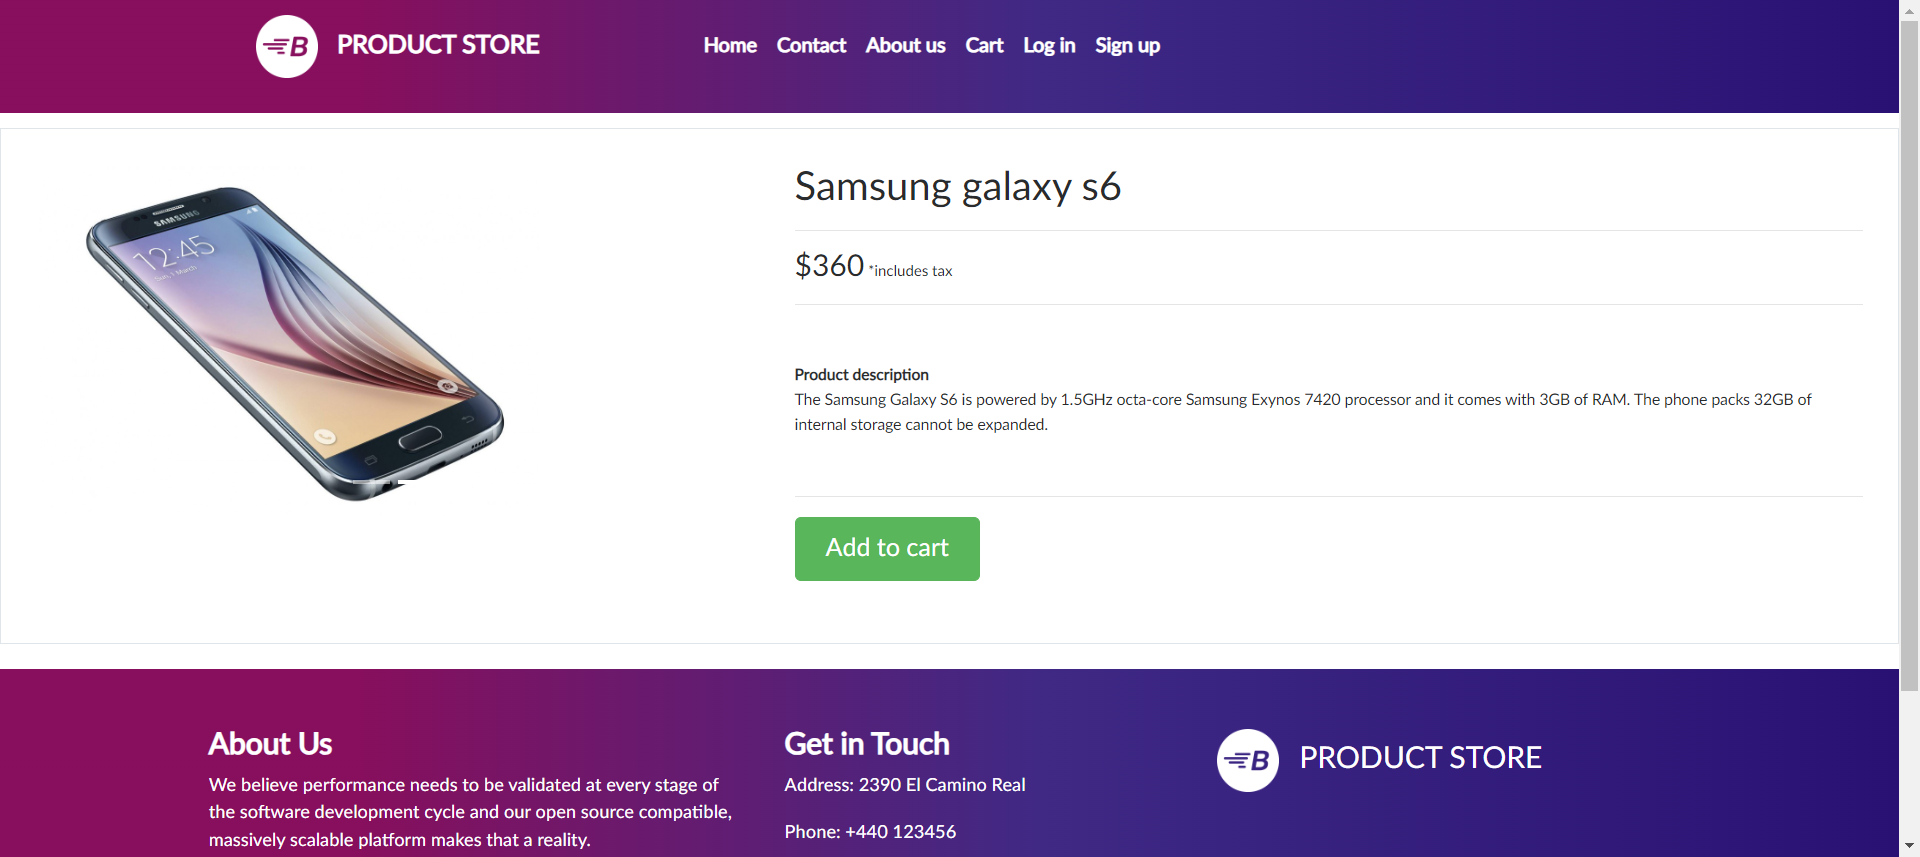 B PRODUCT STORE
Home Contact About us Cart Log in Sign up
Samsung galaxy s6
SAMSUNG
12:45
Sun, 1 March
$360 *includes tax
Product description
The Samsung Galaxy S6 is powered by 1.5GHz octa-core Samsung Exynos 7420 processor and it comes with 3GB of RAM. The phone packs 32GB of
internal storage cannot be expanded.
Add to cart
About Us
We believe performance needs to be validated at every stage of
the software development cycle and our open source compatible,
massively scalable platform makes that a reality.
Get in Touch
Address: 2390 El Camino Real
Phone: +440 123456
B PRODUCT STORE